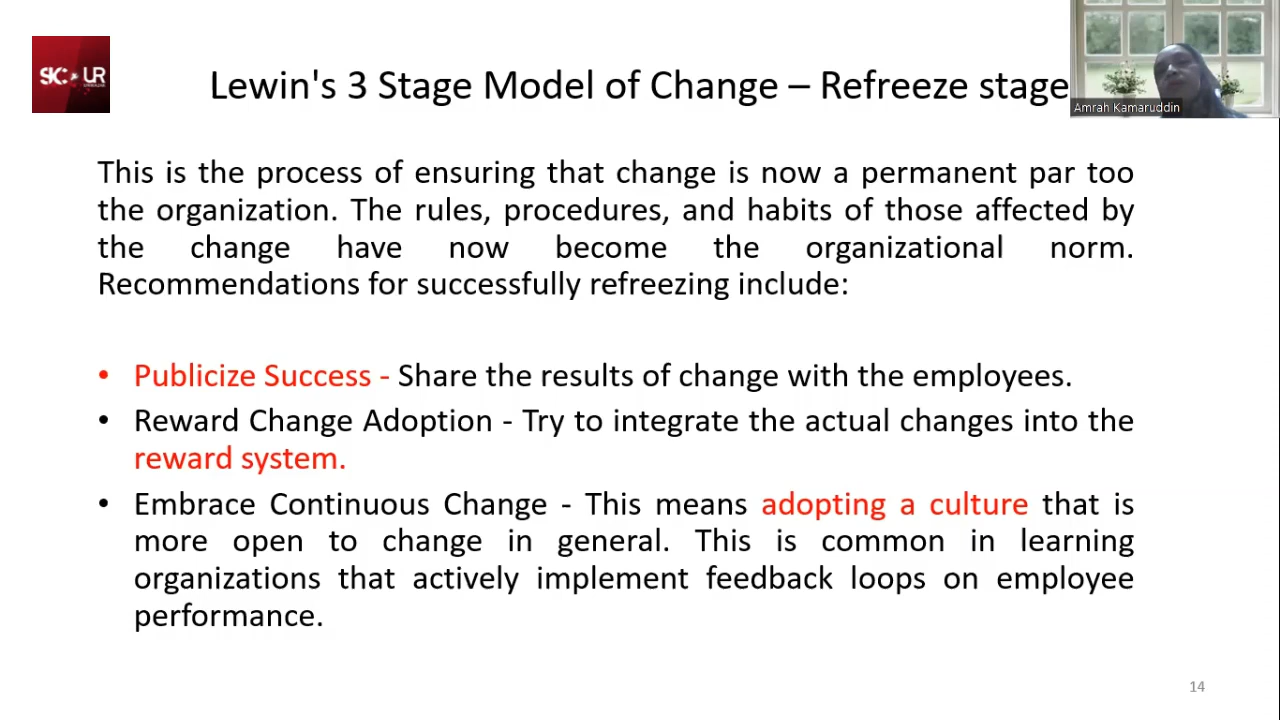 Lewin's 3 Stage Model of Change – Refreeze stage
Amrah Kamaruddin
This is the process of ensuring that change is now a permanent par too
the organization. The rules, procedures, and habits of those affected by
the change have now become the organizational norm.
Recommendations for successfully refreezing include:
• Publicize Success - Share the results of change with the employees.
• Reward Change Adoption - Try to integrate the actual changes into the
reward system.
• Embrace Continuous Change - This means adopting a culture that is
more open to change in general. This is common in learning
organizations that actively implement feedback loops on employee
performance.
14